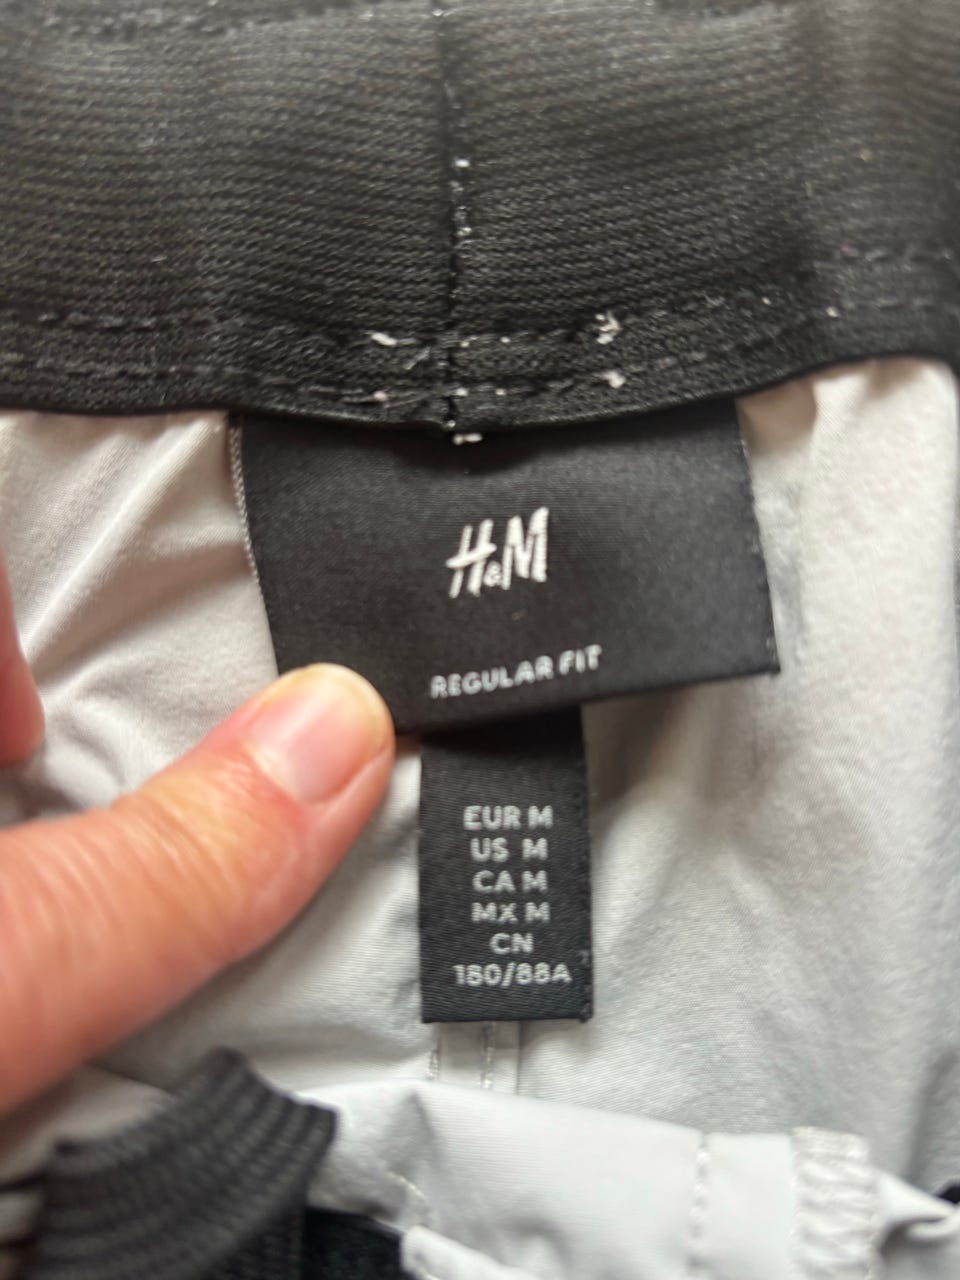 H&M
REGULAR FIT
EUR M
US M
CA M
MX M
CN
180/88A